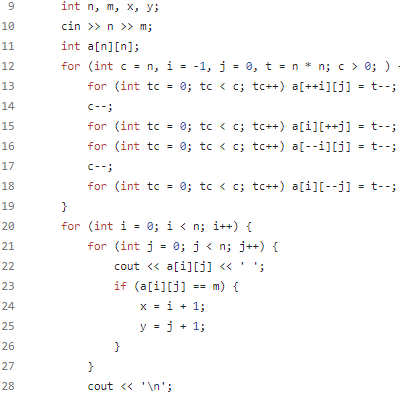 9 int n, m, x, y;
10 cin >> n >> m;
11 int a[n][n];
12 for (int c = n, i = -1, j = 0, t = n * n; c > 0; )
13 for (int tc = 0; tc < c; tc++) a[++i][j] = t--;
14 c--;
15 for (int tc = 0; tc < c; tc++) a[i][++j] = t--;
16 for (int tc = 0; tc < c; tc++) a[--i][j] = t--;
17 c--;
18 for (int tc = 0; tc < c; tc++) a[i][--j] = t--;
19 }
20 for (int i = 0; i < n; i++) {
21 for (int j = 0; j < n; j++) {
22 cout << a[i][j] << ' ';
23 if (a[i][j] == m) {
24 x = i + 1;
25 y = j + 1;
26 }
27 }
28 cout << '\n';